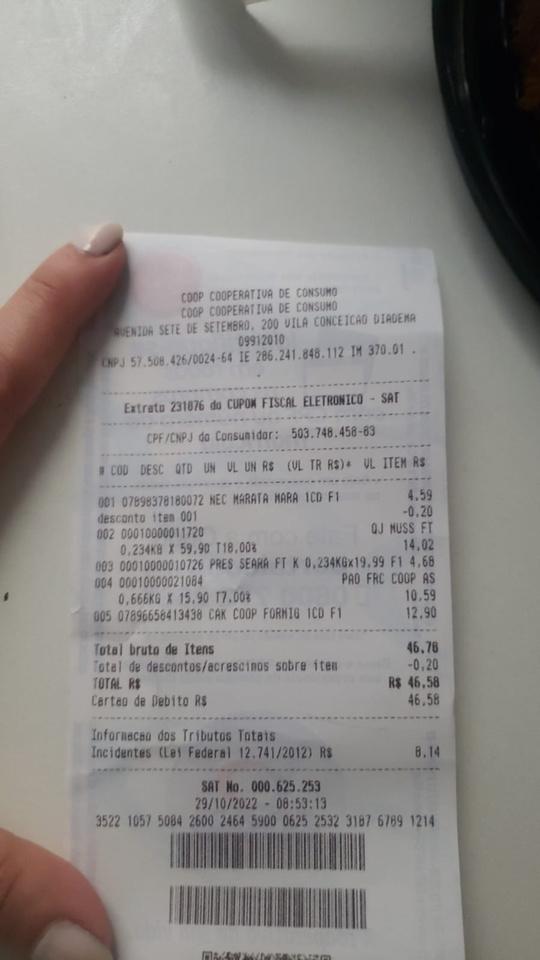 COOP COOPERATIVA DE CONSUMO
COOP COOPERATIVA DE CONSUMO
AVENIDA SETE DE SETEMBRO, 200 VILA CONCEICAO DIADEMA
09912010
CNPJ 57.508.426/0024-64 IE 286.241.848.112 IM 370.01 .
Extrato 231076 do CUPOM FISCAL ELETRONICO - SAT
CPF/CNPJ do Consumidor: 503.748.458-83
# COD DESC QTD UN VL UN R$ (VL TR R$)* VL ITEM R$
001 07898378180072 NEC MARATA MARA 1CD F1 4,59
desconto item 001 -0,20
002 00010000011720 QJ MUSS FT
0,234KG X 59,90 T18,00% 14,02
003 00010000010726 PRES SEARA FT K 0,234KGx19,99 F1 4,68
004 00010000021084 PAO FRC COOP AS
0,666KG X 15,90 T7,00% 10,59
005 07896658413438 CAK COOP FORMIG 1CD F1 12,90
Total bruto de Itens 46,78
Total de descontos/acrescimos sobre item -0,20
TOTAL R$ R$ 46,58
Cartao de Debito R$ 46,58
Informacao dos Tributos Totais
Incidentes (Lei Federal 12.741/2012) R$ 8.14
SAT No. 000.625.253
29/10/2022 - 08:53:13
3522 1057 5084 2600 2464 5900 0625 2532 3187 6789 1214